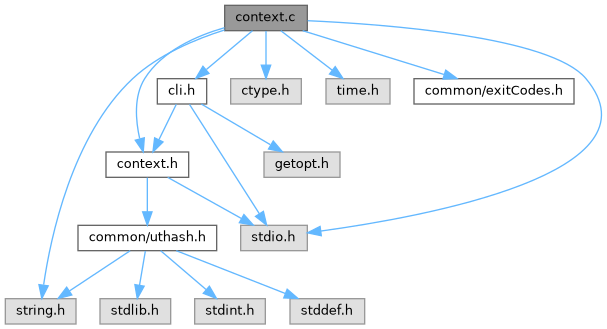 context.c
cli.h
ctype.h
time.h
common/exitCodes.h
context.h
getopt.h
common/uthash.h
stdio.h
string.h
stdlib.h
stdint.h
stddef.h